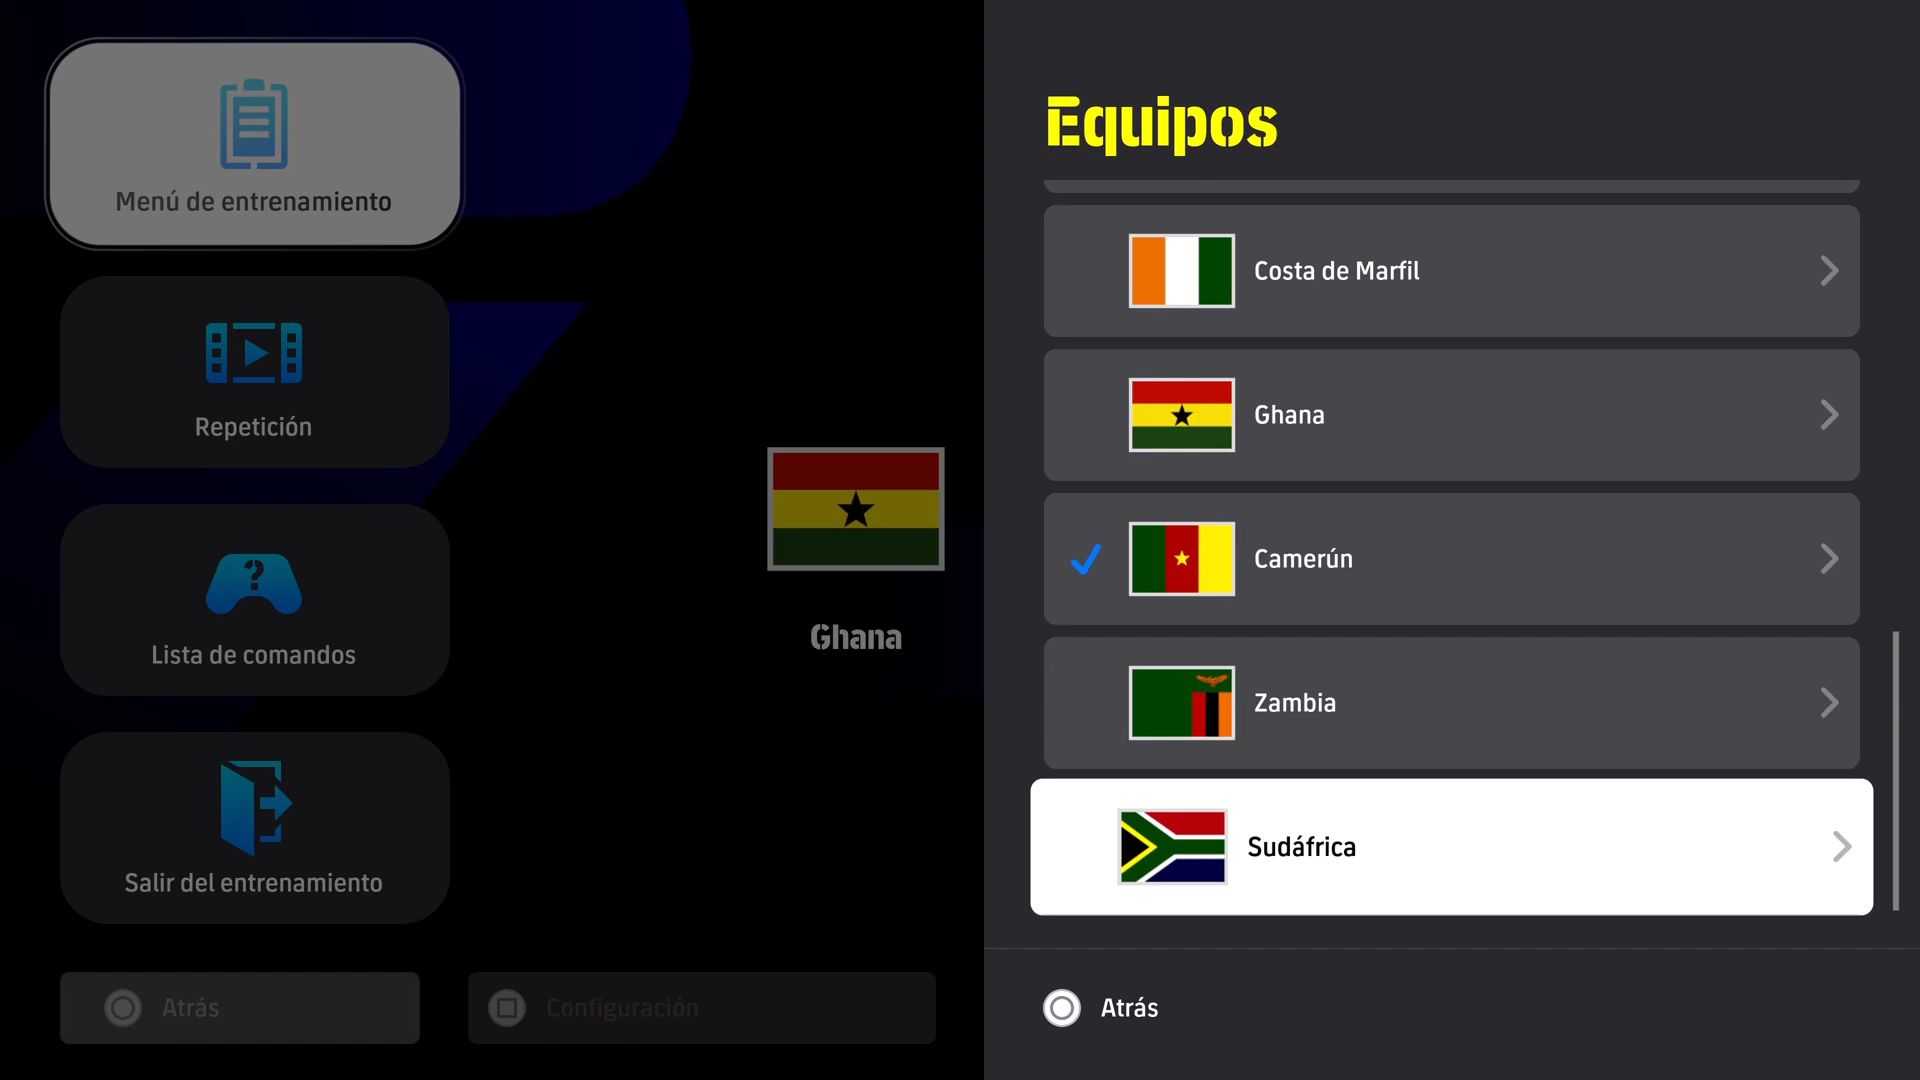 Menú de entrenamiento
Repetición
Lista de comandos
Salir del entrenamiento
Atrás
Configuración
Ghana
Equipos
Costa de Marfil
Ghana
Camerún
Zambia
Sudáfrica
Atrás